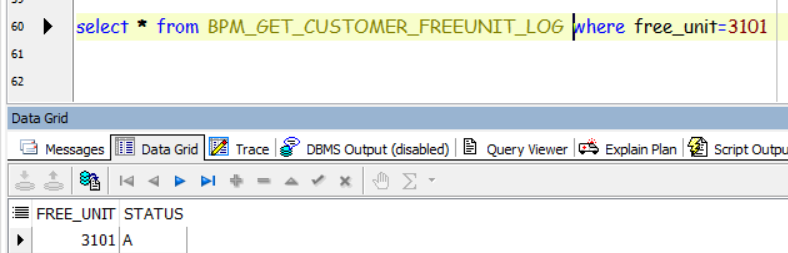 60 select * from BPM_GET_CUSTOMER_FREEUNIT_LOG where free_unit=3101
61
62
Data Grid
Messages Data Grid Trace DBMS Output (disabled) Query Viewer Explain Plan Script Outpu
FREE_UNIT STATUS
3101 A